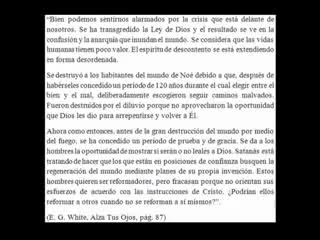 “Bien podemos sentirnos alarmados por la crisis que está delante de
nosotros. Se ha transgredido la Ley de Dios y el resultado se ve en la
confusión y la anarquía que inundan el mundo. Se considera que las vidas
humanas tienen poco valor. El espíritu de descontento se está extendiendo
en forma desordenada.
Se destruyó a los habitantes del mundo de Noé debido a que, después de
habérseles concedido un período de 120 años durante el cual elegir entre el
bien y el mal, deliberadamente escogieron seguir caminos malvados.
Fueron destruidos por el diluvio porque no aprovecharon la oportunidad
que Dios les dio para arrepentirse y volver a Él.
Ahora como entonces, antes de la gran destrucción del mundo por medio
del fuego, se ha concedido un período de prueba y gracia. Se da a los
hombres la oportunidad de mostrar si serán o no leales a Dios. Satanás está
tratando de hacer que los que están en posiciones de confianza busquen la
regeneración del mundo mediante planes de su propia invención. Estos
hombres quieren ser reformadores, pero fracasan porque no orientan sus
esfuerzos de acuerdo con las instrucciones de Cristo. ¿Podrían ellos
reformar a otros cuando no se reforman a sí mismos?”.
(E. G. White, Alza Tus Ojos, pág. 87)